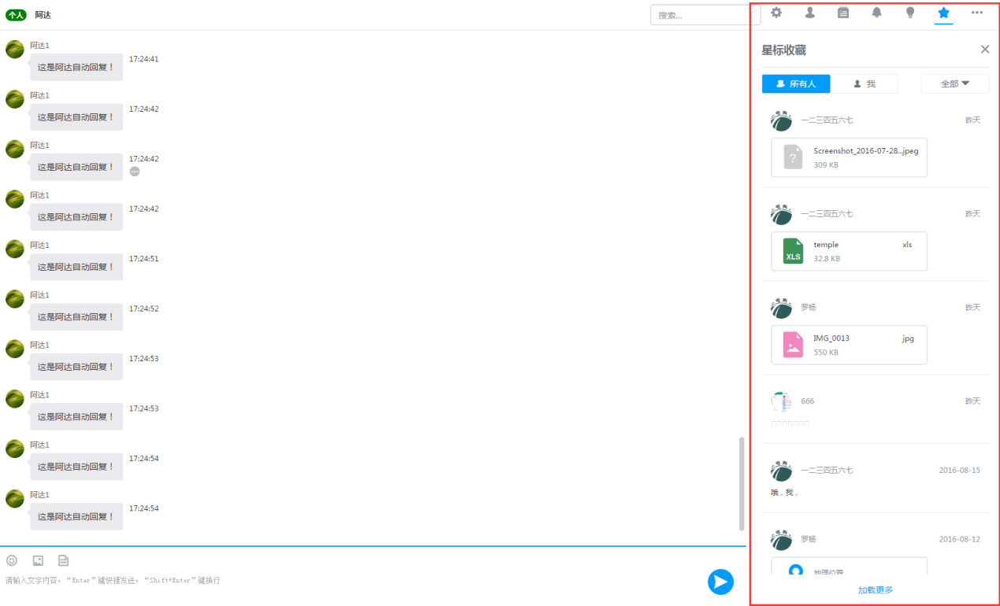 个人 阿达
搜索...
阿达1
这是阿达自动回复！ 17:24:41
阿达1
这是阿达自动回复！ 17:24:42
阿达1
这是阿达自动回复！ 17:24:42
阿达1
这是阿达自动回复！ 17:24:42
阿达1
这是阿达自动回复！ 17:24:51
阿达1
这是阿达自动回复！ 17:24:52
阿达1
这是阿达自动回复！ 17:24:53
阿达1
这是阿达自动回复！ 17:24:53
阿达1
这是阿达自动回复！ 17:24:54
阿达1
这是阿达自动回复！ 17:24:54
请输入文字内容，“Enter”键快捷发送，“Shift+Enter”键换行
星标收藏
所有人 我 全部
一二三四五六七 昨天
Screenshot_2016-07-28...jpeg
309 KB
一二三四五六七 昨天
XLS temple xls
32.8 KB
罗杨 昨天
IMG_0013 jpg
550 KB
666 昨天
一二三四五六七 2016-08-15
哦，我，
罗杨 2016-08-12
地理位置
加载更多